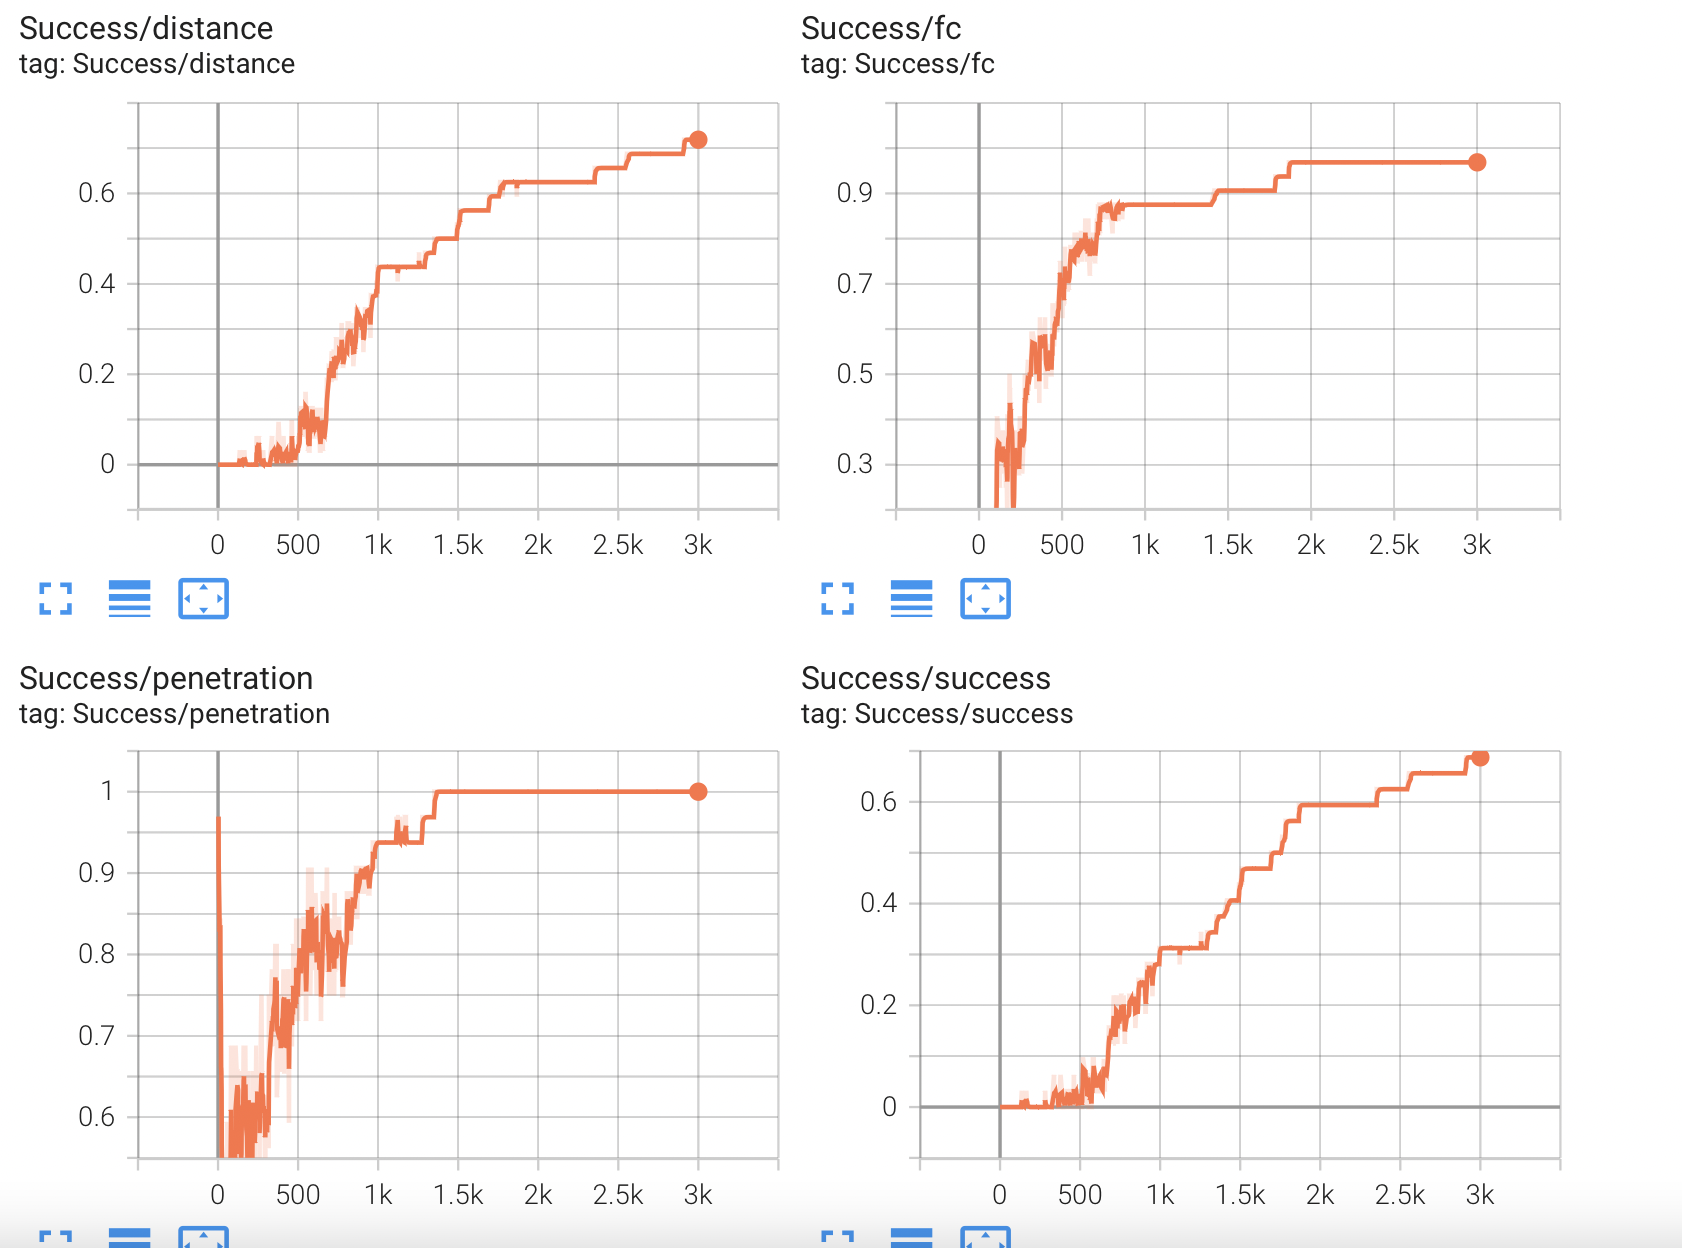 Success/distance
tag: Success/distance
0.6
0.4
0.2
0
0 500 1k 1.5k 2k 2.5k 3k
Success/fc
tag: Success/fc
0.9
0.7
0.5
0.3
0 500 1k 1.5k 2k 2.5k 3k
Success/penetration
tag: Success/penetration
1
0.9
0.8
0.7
0.6
0 500 1k 1.5k 2k 2.5k 3k
Success/success
tag: Success/success
0.6
0.4
0.2
0
0 500 1k 1.5k 2k 2.5k 3k